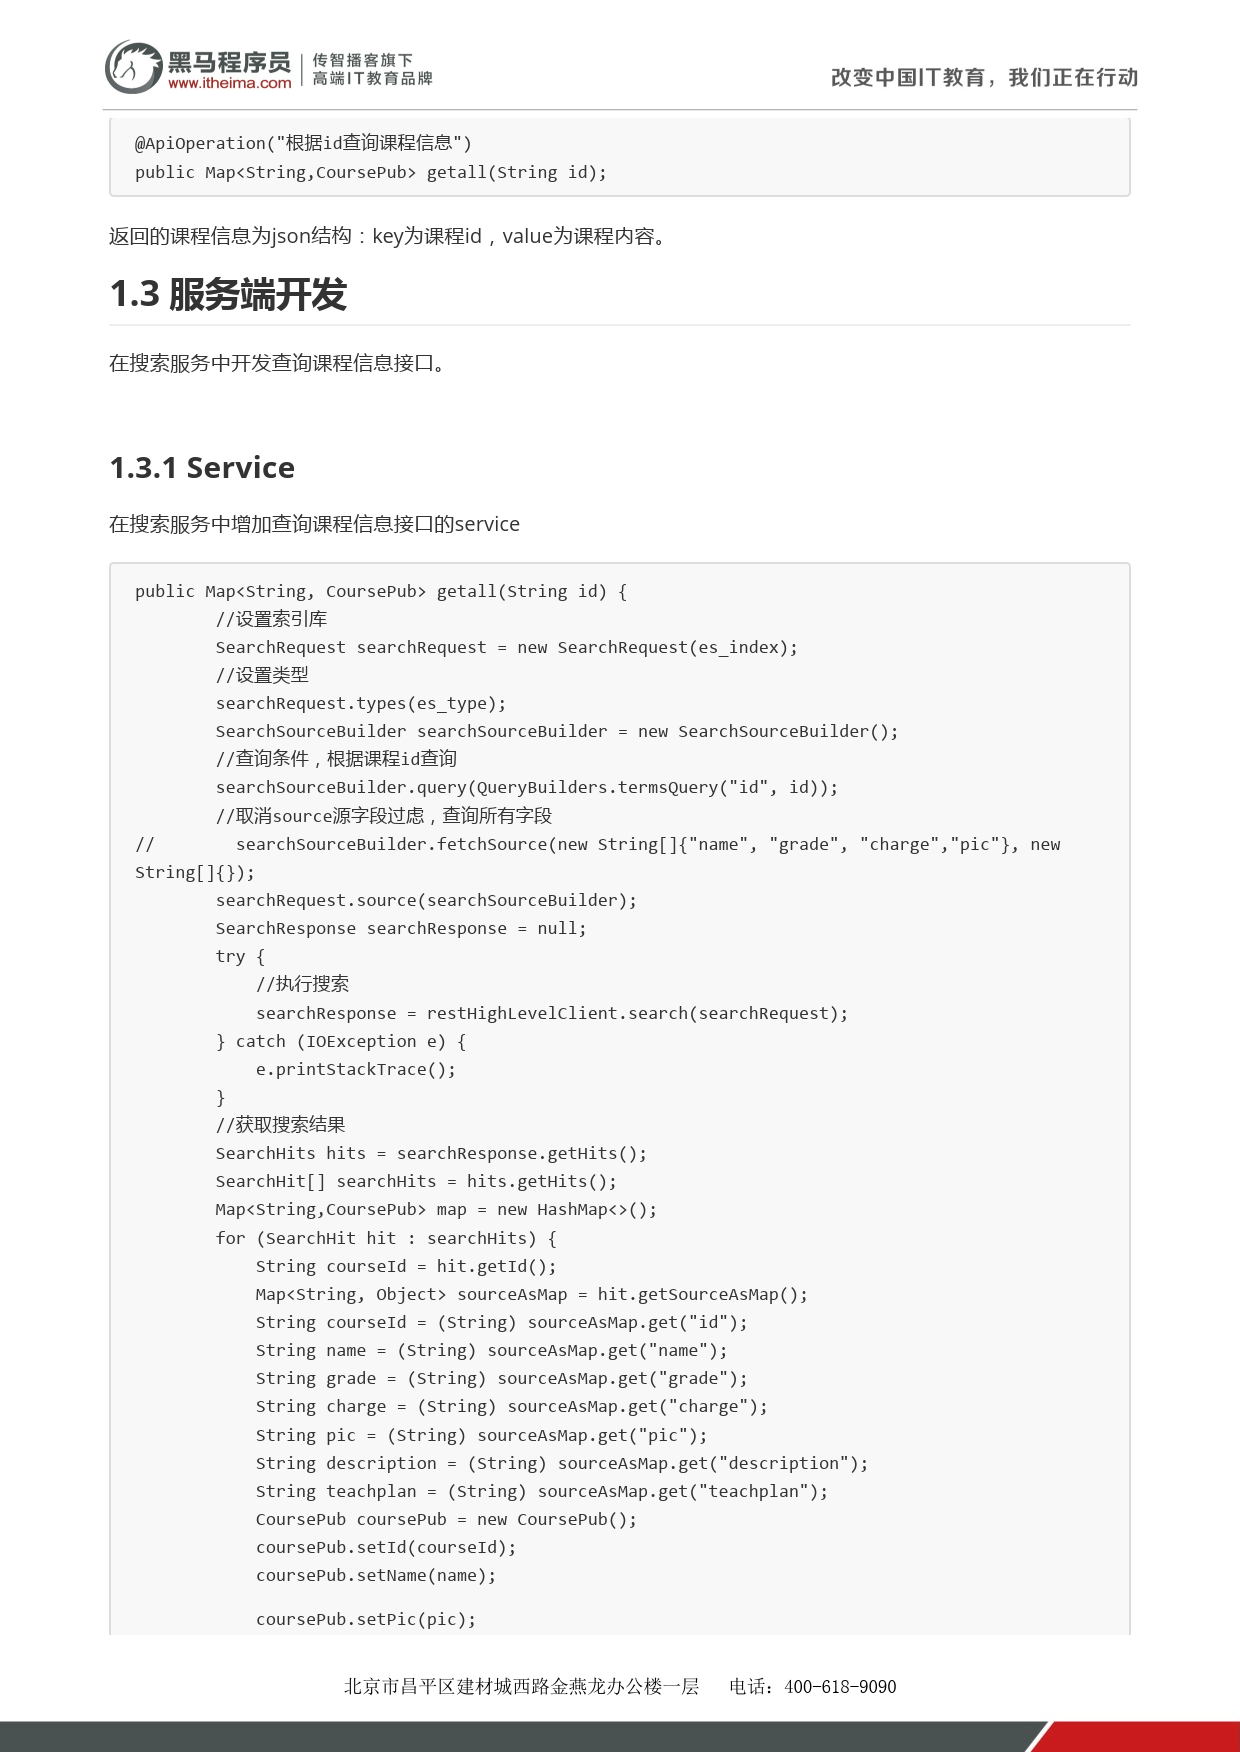 黑马程序员
www.itheima.com
传智播客旗下
高端IT教育品牌
改变中国IT教育，我们正在行动
@ApiOperation("根据id查询课程信息")
public Map<String,CoursePub> getall(String id);
返回的课程信息为json结构：key为课程id，value为课程内容。
1.3 服务端开发
在搜索服务中开发查询课程信息接口。
1.3.1 Service
在搜索服务中增加查询课程信息接口的service
public Map<String, CoursePub> getall(String id) {
        //设置索引库
        SearchRequest searchRequest = new SearchRequest(es_index);
        //设置类型
        searchRequest.types(es_type);
        SearchSourceBuilder searchSourceBuilder = new SearchSourceBuilder();
        //查询条件，根据课程id查询
        searchSourceBuilder.query(QueryBuilders.termsQuery("id", id));
        //取消source源字段过虑，查询所有字段
//        searchSourceBuilder.fetchSource(new String[]{"name", "grade", "charge","pic"}, new
String[]{});
        searchRequest.source(searchSourceBuilder);
        SearchResponse searchResponse = null;
        try {
            //执行搜索
            searchResponse = restHighLevelClient.search(searchRequest);
        } catch (IOException e) {
            e.printStackTrace();
        }
        //获取搜索结果
        SearchHits hits = searchResponse.getHits();
        SearchHit[] searchHits = hits.getHits();
        Map<String,CoursePub> map = new HashMap<>();
        for (SearchHit hit : searchHits) {
            String courseId = hit.getId();
            Map<String, Object> sourceAsMap = hit.getSourceAsMap();
            String courseId = (String) sourceAsMap.get("id");
            String name = (String) sourceAsMap.get("name");
            String grade = (String) sourceAsMap.get("grade");
            String charge = (String) sourceAsMap.get("charge");
            String pic = (String) sourceAsMap.get("pic");
            String description = (String) sourceAsMap.get("description");
            String teachplan = (String) sourceAsMap.get("teachplan");
            CoursePub coursePub = new CoursePub();
            coursePub.setId(courseId);
            coursePub.setName(name);
            coursePub.setPic(pic);
北京市昌平区建材城西路金燕龙办公楼一层 电话：400-618-9090